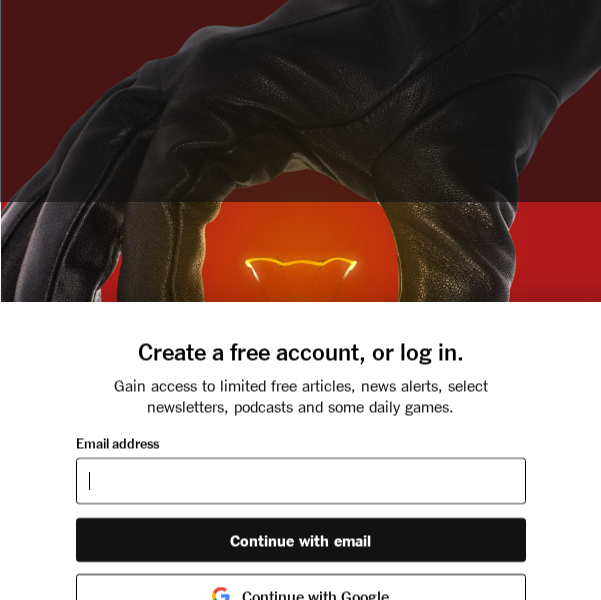 Create a free account, or log in.
Gain access to limited free articles, news alerts, select
newsletters, podcasts and some daily games.
Email address
Continue with email
Continue with Google